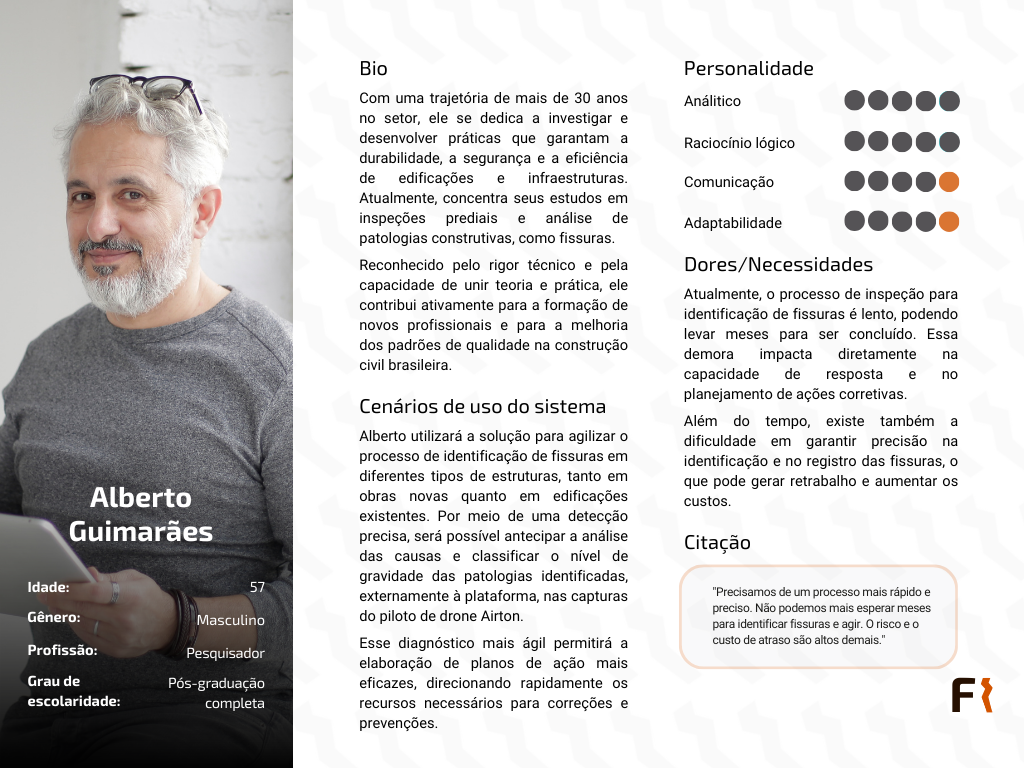 Alberto
Guimarães
Idade: 57
Gênero: Masculino
Profissão: Pesquisador
Grau de escolaridade: Pós-graduação completa
Bio
Com uma trajetória de mais de 30 anos
no setor, ele se dedica a investigar e
desenvolver práticas que garantam a
durabilidade, a segurança e a eficiência
de edificações e infraestruturas.
Atualmente, concentra seus estudos em
inspeções prediais e análise de
patologias construtivas, como fissuras.
Reconhecido pelo rigor técnico e pela
capacidade de unir teoria e prática, ele
contribui ativamente para a formação de
novos profissionais e para a melhoria
dos padrões de qualidade na construção
civil brasileira.
Cenários de uso do sistema
Alberto utilizará a solução para agilizar o
processo de identificação de fissuras em
diferentes tipos de estruturas, tanto em
obras novas quanto em edificações
existentes. Por meio de uma detecção
precisa, será possível antecipar a análise
das causas e classificar o nível de
gravidade das patologias identificadas,
externamente à plataforma, nas capturas
do piloto de drone Airton.
Esse diagnóstico mais ágil permitirá a
elaboração de planos de ação mais
eficazes, direcionando rapidamente os
recursos necessários para correções e
prevenções.
Personalidade
Análitico
Raciocínio lógico
Comunicação
Adaptabilidade
Dores/Necessidades
Atualmente, o processo de inspeção para
identificação de fissuras é lento, podendo
levar meses para ser concluído. Essa
demora impacta diretamente na
capacidade de resposta e no
planejamento de ações corretivas.
Além do tempo, existe também a
dificuldade em garantir precisão na
identificação e no registro das fissuras, o
que pode gerar retrabalho e aumentar os
custos.
Citação
"Precisamos de um processo mais rápido e
preciso. Não podemos mais esperar meses
para identificar fissuras e agir. O risco e o
custo de atraso são altos demais."
F